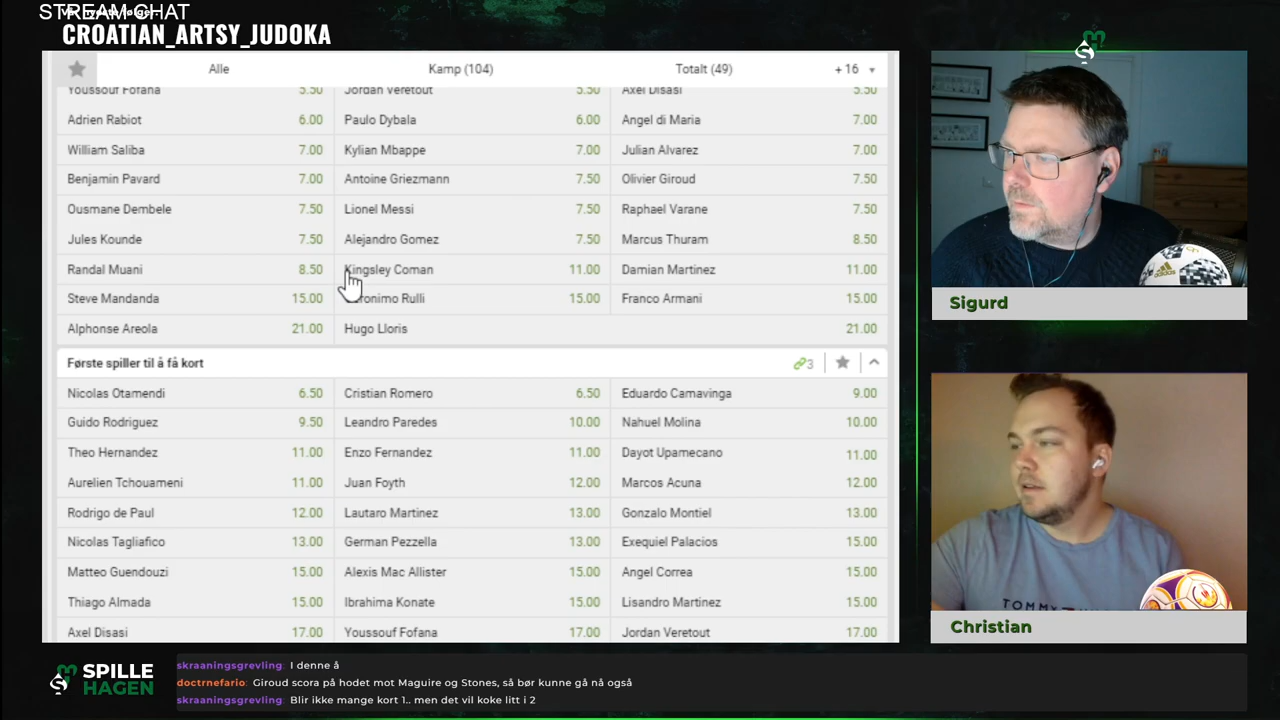 STREAM CHAT
CROATIAN_ARTSY_JUDOKA
Alle Kamp (104) Totalt (49) + 16
Youssouf Fofana 5.50 Jordan Veretout 5.50 Axel Disasi 5.50
Adrien Rabiot 6.00 Paulo Dybala 6.00 Angel di Maria 7.00
William Saliba 7.00 Kylian Mbappe 7.00 Julian Alvarez 7.00
Benjamin Pavard 7.00 Antoine Griezmann 7.50 Olivier Giroud 7.50
Ousmane Dembele 7.50 Lionel Messi 7.50 Raphael Varane 7.50
Jules Kounde 7.50 Alejandro Gomez 7.50 Marcus Thuram 8.50
Randal Muani 8.50 Kingsley Coman 11.00 Damian Martinez 11.00
Steve Mandanda 15.00 Rulli 15.00 Franco Armani 15.00
Alphonse Areola 21.00 Hugo Lloris 21.00
Første spiller til å få kort 3
Nicolas Otamendi 6.50 Cristian Romero 6.50 Eduardo Camavinga 9.00
Guido Rodriguez 9.50 Leandro Paredes 10.00 Nahuel Molina 10.00
Theo Hernandez 11.00 Enzo Fernandez 11.00 Dayot Upamecano 11.00
Aurelien Tchouameni 11.00 Juan Foyth 12.00 Marcos Acuna 12.00
Rodrigo de Paul 12.00 Lautaro Martinez 13.00 Gonzalo Montiel 13.00
Nicolas Tagliafico 13.00 German Pezzella 13.00 Exequiel Palacios 15.00
Matteo Guendouzi 15.00 Alexis Mac Allister 15.00 Angel Correa 15.00
Thiago Almada 15.00 Ibrahima Konate 15.00 Lisandro Martinez 15.00
Axel Disasi 17.00 Youssouf Fofana 17.00 Jordan Veretout 17.00
adidas
Sigurd
TOMMY
Christian
SPILLE
HAGEN
skraaningsgrevling: I denne å
doctrnefario: Giroud scora på hodet mot Maguire og Stones, så bør kunne gå nå også
skraaningsgrevling: Blir ikke mange kort 1.. men det vil koke litt i 2